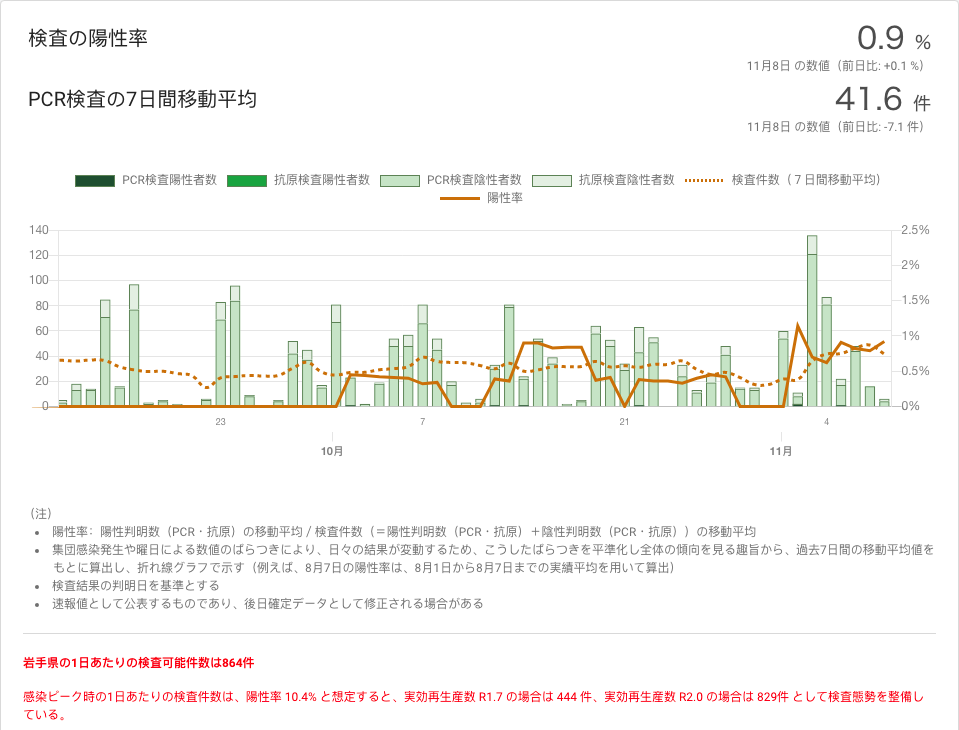 検査の陽性率
0.9 %
11月8日 の数値（前日比: +0.1 %）
PCR検査の7日間移動平均
41.6 件
11月8日 の数値（前日比: -7.1 件）
PCR検査陽性者数 抗原検査陽性者数 PCR検査陰性者数 抗原検査陰性者数 検査件数（７日間移動平均）
陽性率
140 2.5%
120
2%
100
80 1.5%
60 1%
40
0.5%
20
0 0%
23 7 21 4
10月 11月
（注）
• 陽性率：陽性判明数（PCR・抗原）の移動平均 / 検査件数（＝陽性判明数（PCR・抗原）＋陰性判明数（PCR・抗原））の移動平均
• 集団感染発生や曜日による数値のばらつきにより、日々の結果が変動するため、こうしたばらつきを平準化し全体の傾向を見る趣旨から、過去7日間の移動平均値を
もとに算出し、折れ線グラフで示す（例えば、8月7日の陽性率は、8月1日から8月7日までの実績平均を用いて算出）
• 検査結果の判明日を基準とする
• 速報値として公表するものであり、後日確定データとして修正される場合がある
岩手県の1日あたりの検査可能件数は864件
感染ピーク時の1日あたりの検査件数は、陽性率 10.4% と想定すると、実効再生産数 R1.7 の場合は 444 件、実効再生産数 R2.0 の場合は 829件 として検査態勢を整備し
ている。